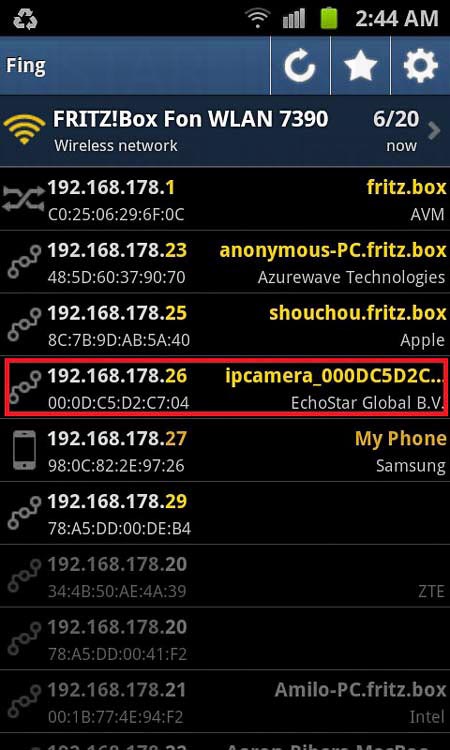 2:44 AM
Fing
FRITZ!Box Fon WLAN 7390 6/20
Wireless network now
192.168.178.1 fritz.box
C0:25:06:29:6F:0C AVM
192.168.178.23 anonymous-PC.fritz.box
48:5D:60:37:90:70 Azurewave Technologies
192.168.178.25 shouchou.fritz.box
8C:7B:9D:AB:5A:40 Apple
192.168.178.26 ipcamera_000DC5D2C...
00:0D:C5:D2:C7:04 EchoStar Global B.V.
192.168.178.27 My Phone
98:0C:82:2E:97:26 Samsung
192.168.178.29
78:A5:DD:00:DE:B4
192.168.178.20
34:4B:50:AE:4A:39 ZTE
192.168.178.20
78:A5:DD:00:41:F2
192.168.178.21 Amilo-PC.fritz.box
00:1B:77:4E:94:F2 Intel